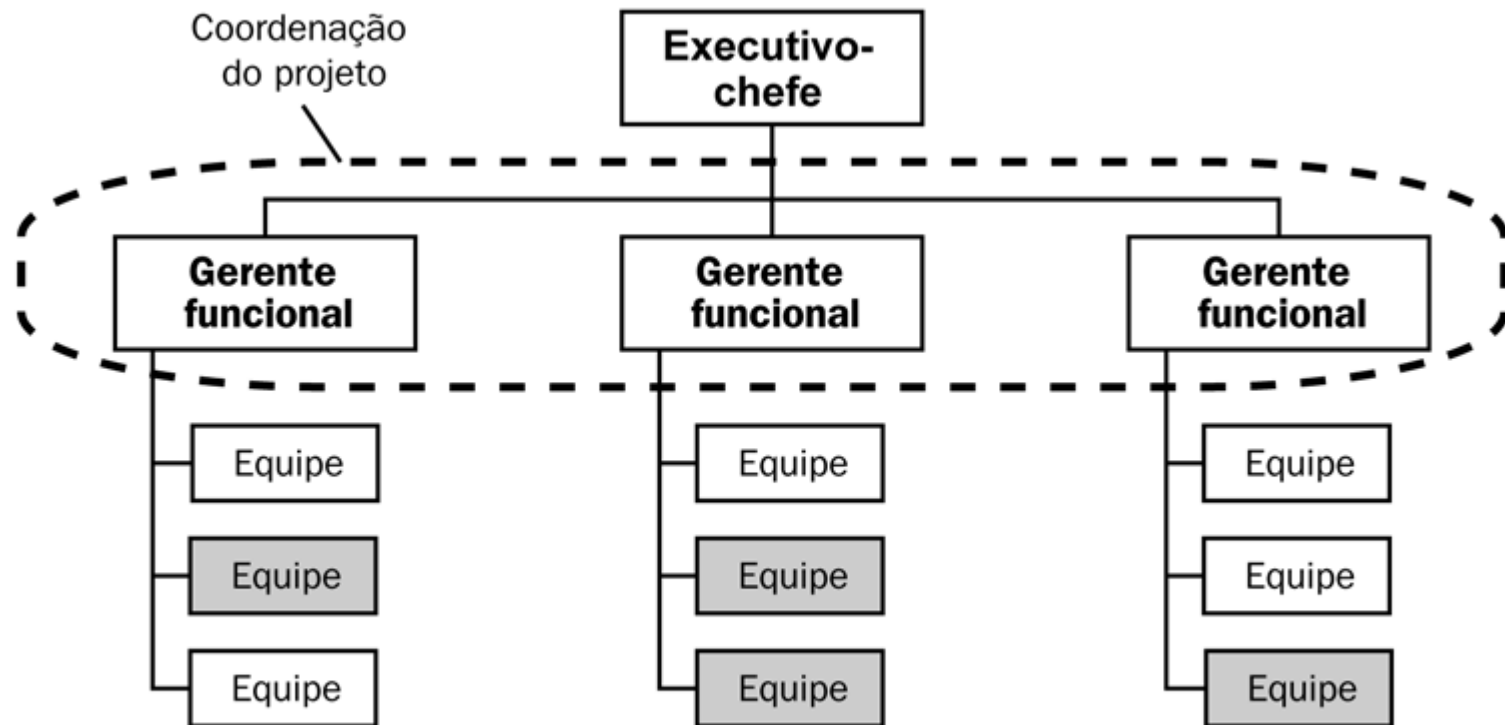 Coordenação
do projeto
Executivo-
chefe
Gerente
funcional
Gerente
funcional
Gerente
funcional
Equipe
Equipe
Equipe
Equipe
Equipe
Equipe
Equipe
Equipe
Equipe